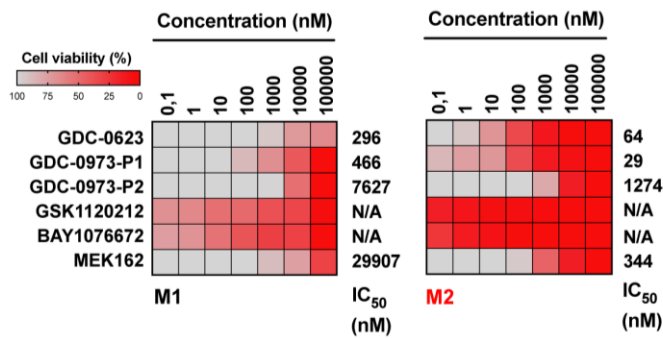 Concentration (nM)
Concentration (nM)
Cell viability (%)
100 75 50 25 0
0,1 1 10 100 1000 10000 100000
0,1 1 10 100 1000 10000 100000
GDC-0623 296 64
GDC-0973-P1 466 29
GDC-0973-P2 7627 1274
GSK1120212 N/A N/A
BAY1076672 N/A N/A
MEK162 29907 344
M1 IC50 M2 IC50
(nM) (nM)